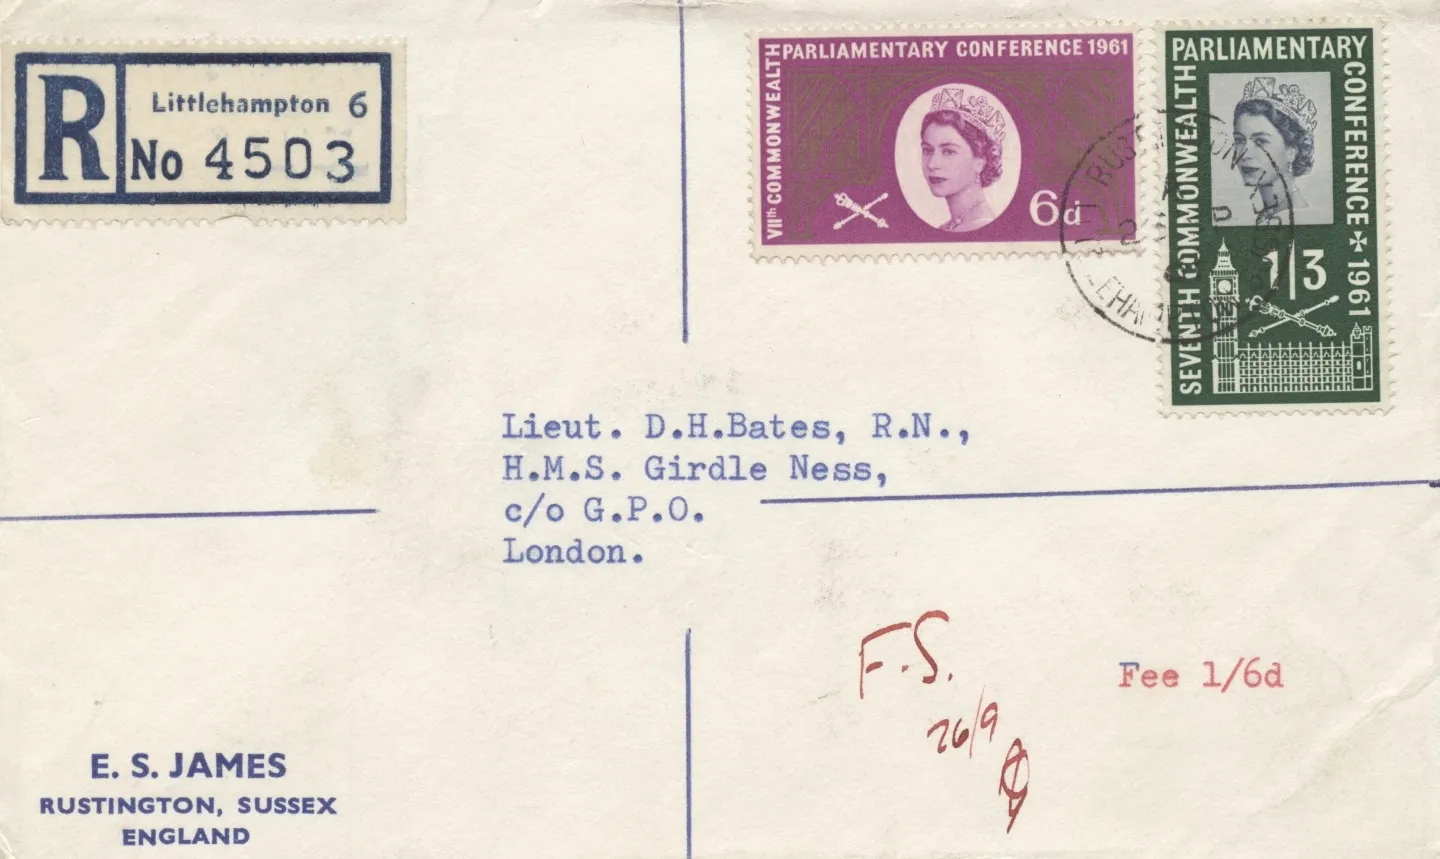 R
Littlehampton 6
No 4503
VIIth COMMONWEALTH PARLIAMENTARY CONFERENCE 1961
6d
SEVENTH COMMONWEALTH PARLIAMENTARY CONFERENCE 1961
1/3
Lieut. D.H.Bates, R.N.,
H.M.S. Girdle Ness,
c/o G.P.O.
London.
F.S.
26/9
Fee 1/6d
E. S. JAMES
RUSTINGTON, SUSSEX
ENGLAND